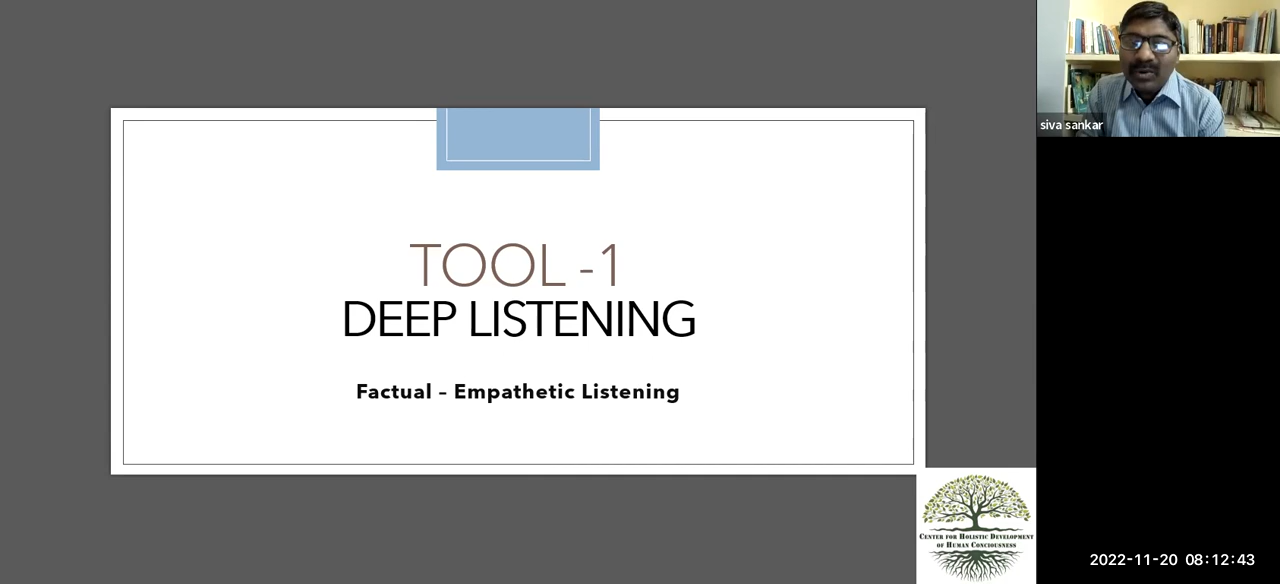 siva sankar
TOOL -1
DEEP LISTENING
Factual – Empathetic Listening
CENTER FOR HOLISTIC DEVELOPMENT
OF HUMAN CONCIOUSNESS
2022-11-20 08:12:43